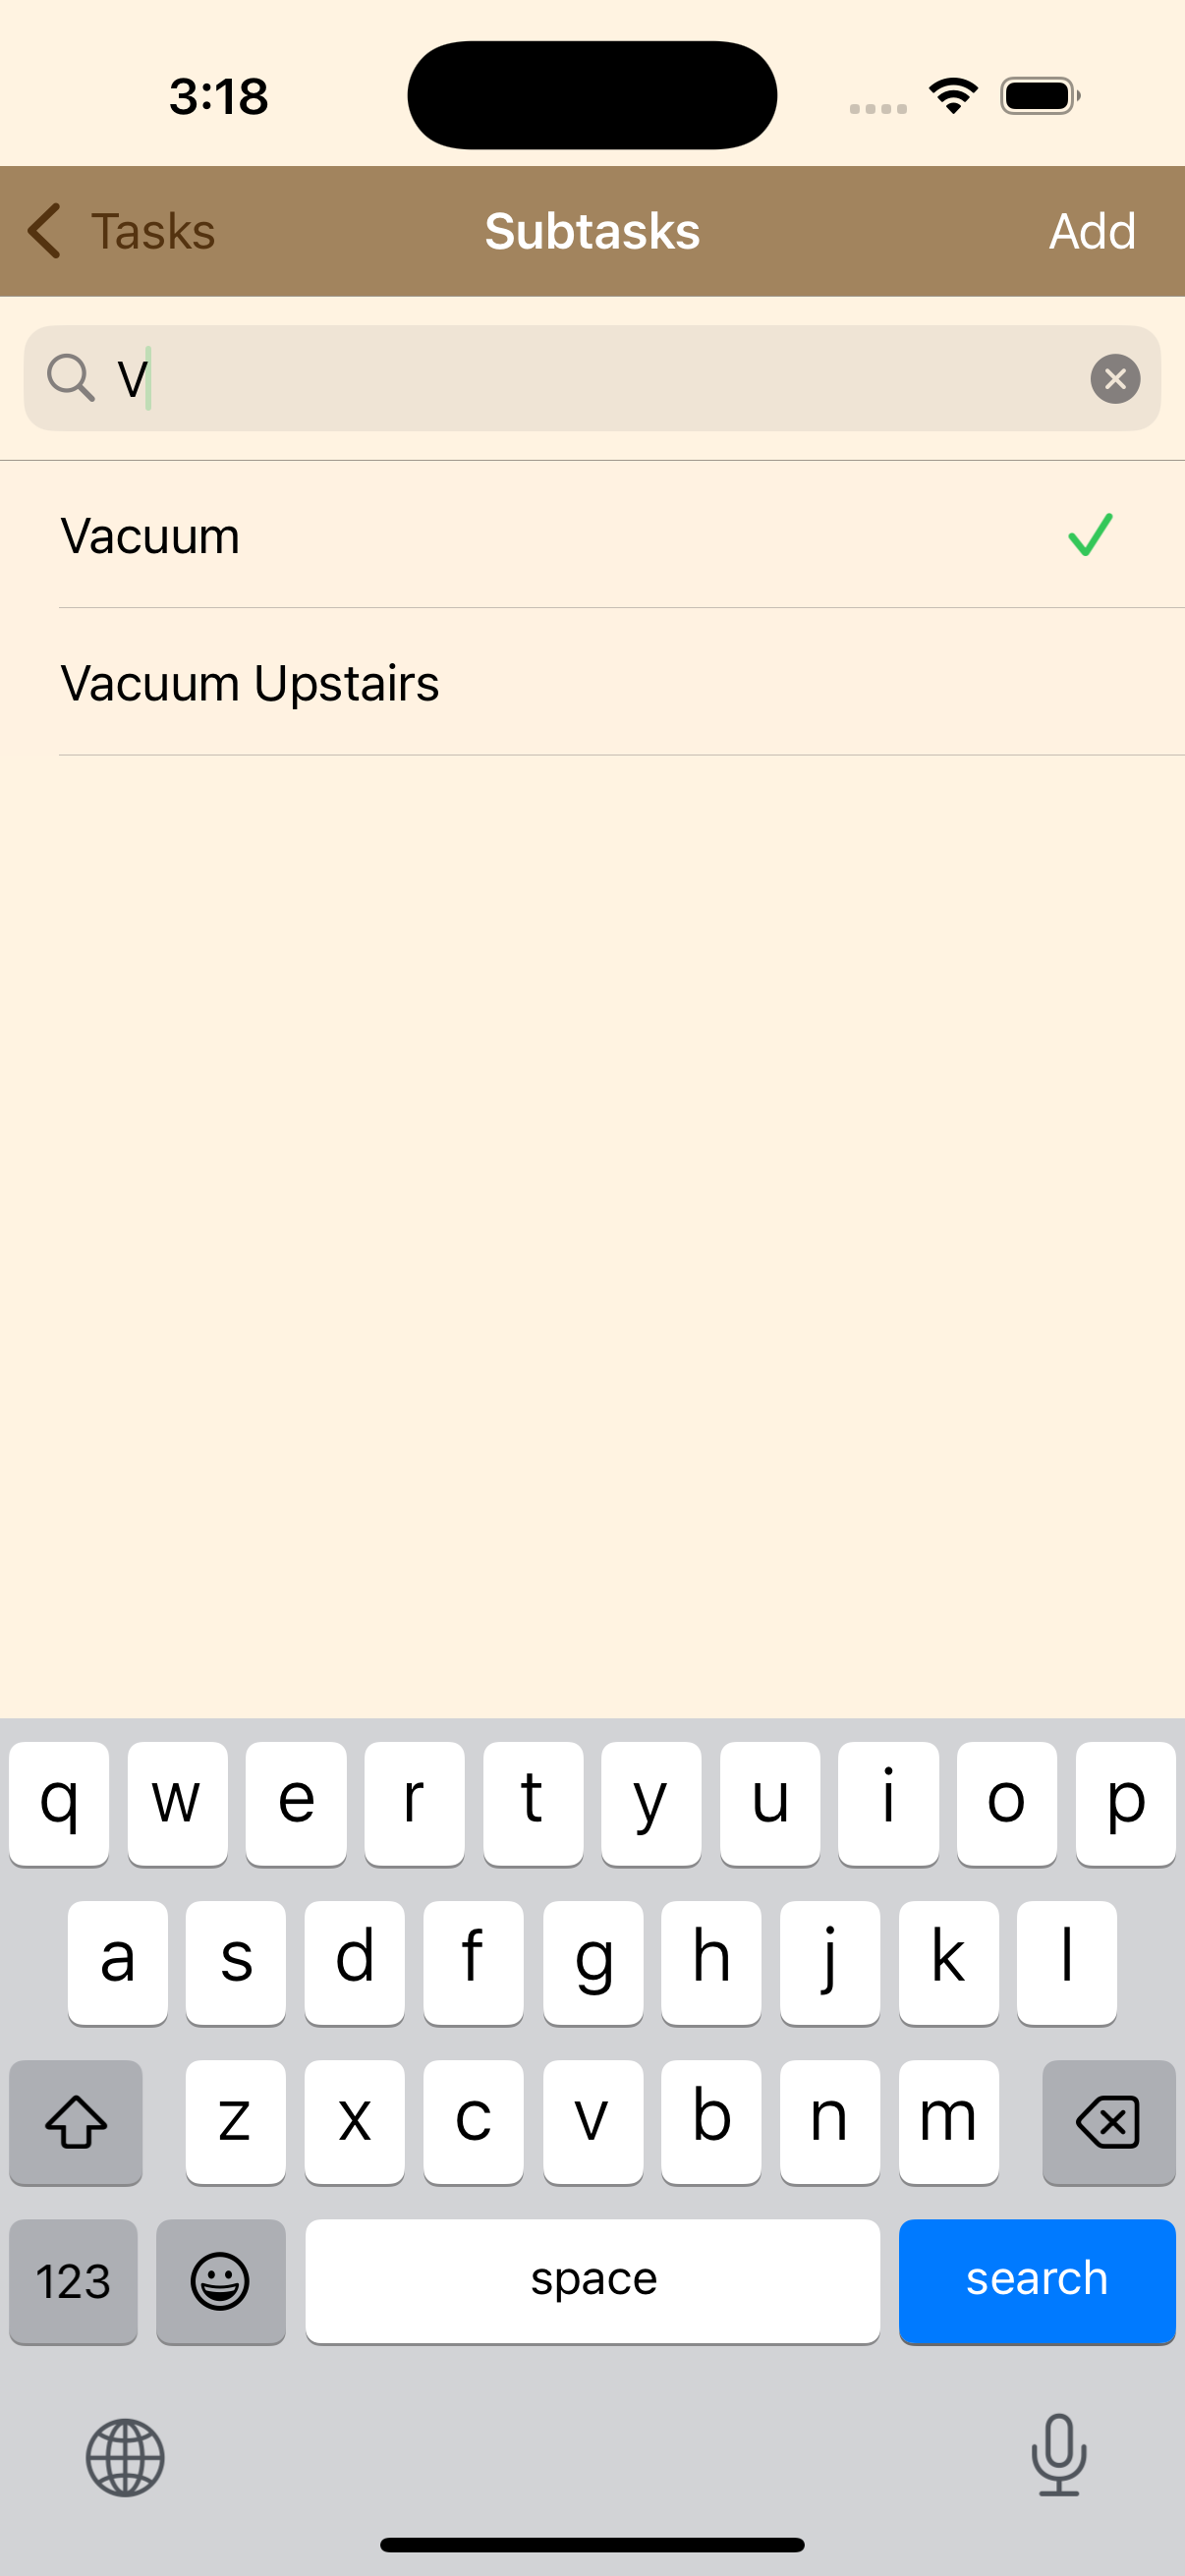 3:18
Tasks Subtasks Add
V
Vacuum
Vacuum Upstairs
q w e r t y u i o p
a s d f g h j k l
z x c v b n m
123 space search